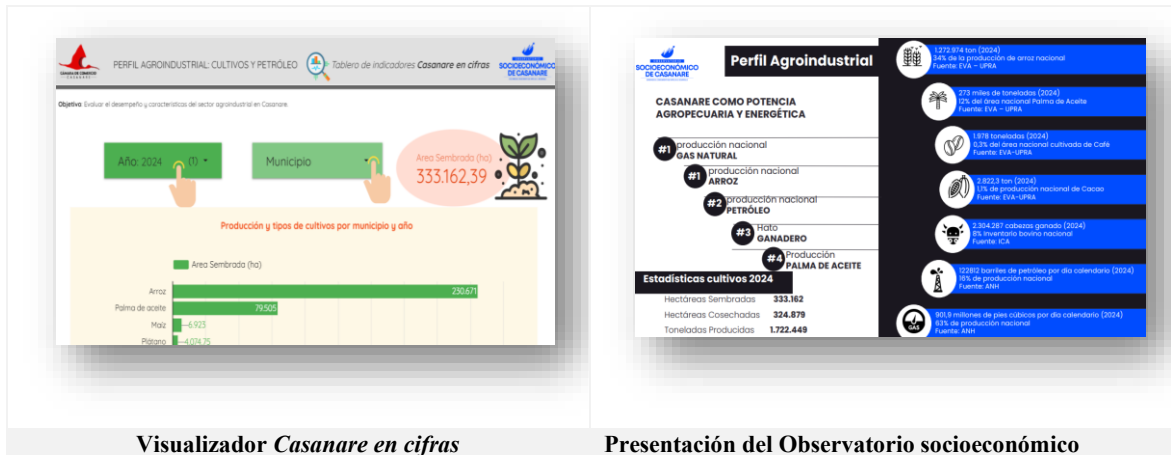 CÁMARA DE COMERCIO
CASANARE
PERFIL AGROINDUSTRIAL: CULTIVOS Y PETRÓLEO
Tablero de indicadores Casanare en cifras
SOCIOECONÓMICO
DE CASANARE
Objetivo: Evaluar el desempeño y características del sector agroindustrial en Casanare.
Año: 2024 (1)
Municipio
Area Sembrada (ha)
333.162,39
Producción y tipos de cultivos por municipio y año
Area Sembrada (ha)
Arroz 230.671
Palma de aceite 79.505
Maíz 6.923
Plátano 4.074,75
Visualizador Casanare en cifras
SOCIOECONÓMICO
DE CASANARE
Perfil Agroindustrial
CASANARE COMO POTENCIA
AGROPECUARIA Y ENERGÉTICA
#1 producción nacional
GAS NATURAL
#1 producción nacional
ARROZ
#2 producción nacional
PETRÓLEO
#3 Hato
GANADERO
#4 Producción
PALMA DE ACEITE
Estadísticas cultivos 2024
Hectáreas Sembradas 333.162
Hectáreas Cosechadas 324.879
Toneladas Producidas 1.722.449
1.272.974 ton (2024)
34% de la producción de arroz nacional
Fuente: EVA – UPRA
273 miles de toneladas (2024)
12% del área nacional Palma de Aceite
Fuente: EVA – UPRA
1.978 toneladas (2024)
0,3% del área nacional cultivada de Café
Fuente: EVA-UPRA
2.822,3 ton (2024)
1,1% de producción nacional de Cacao
Fuente: EVA-UPRA
2.304.287 cabezas ganado (2024)
8% inventario bovino nacional
Fuente: ICA
122812 barriles de petróleo por día calendario (2024)
16% de producción nacional
Fuente: ANH
GAS
901,9 millones de pies cúbicos por día calendario (2024)
63% de producción nacional
Fuente: ANH
Presentación del Observatorio socioeconómico